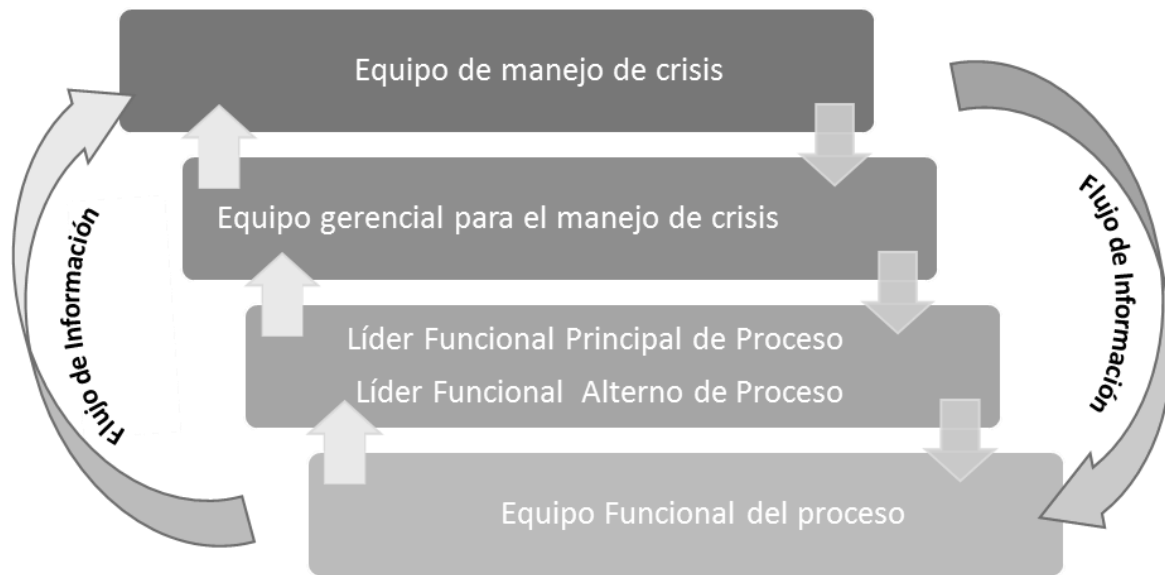 Equipo de manejo de crisis
Equipo gerencial para el manejo de crisis
Líder Funcional Principal de Proceso
Líder Funcional Alterno de Proceso
Equipo Funcional del proceso
Flujo de Información
Flujo de Información